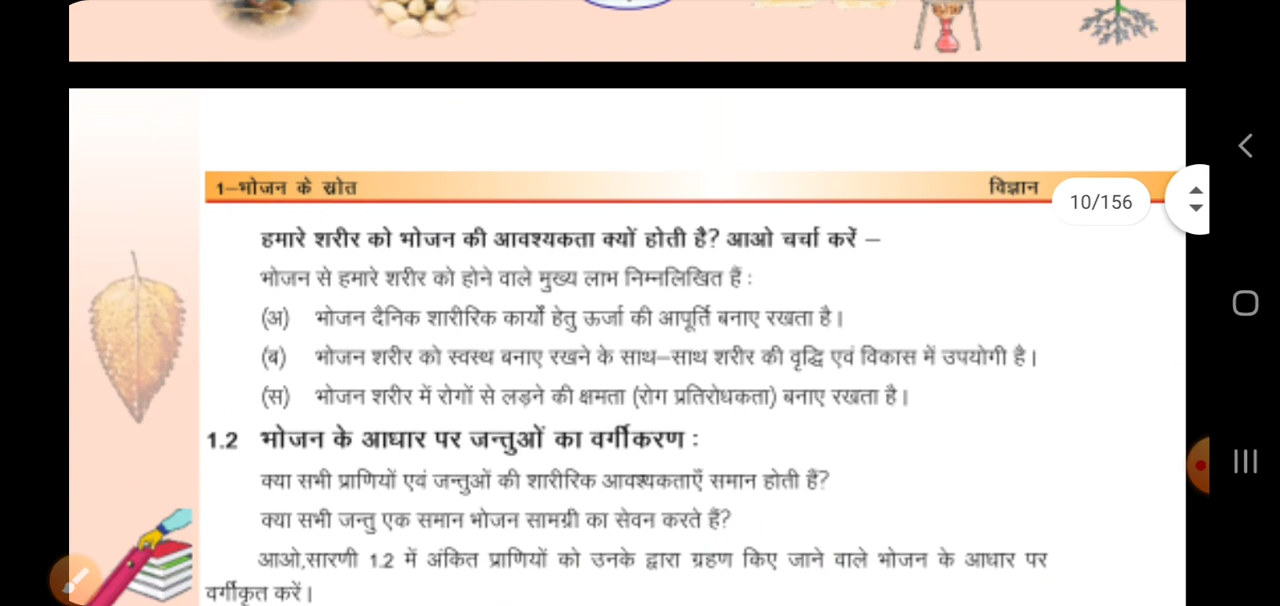 1–भोजन के स्रोत
विज्ञान
10/156
हमारे शरीर को भोजन की आवश्यकता क्यों होती है? आओ चर्चा करें –
भोजन से हमारे शरीर को होने वाले मुख्य लाभ निम्नलिखित हैं :
(अ) भोजन दैनिक शारीरिक कार्यों हेतु ऊर्जा की आपूर्ति बनाए रखता है।
(ब) भोजन शरीर को स्वस्थ बनाए रखने के साथ–साथ शरीर की वृद्धि एवं विकास में उपयोगी है।
(स) भोजन शरीर में रोगों से लड़ने की क्षमता (रोग प्रतिरोधकता) बनाए रखता है।
1.2 भोजन के आधार पर जन्तुओं का वर्गीकरण :
क्या सभी प्राणियों एवं जन्तुओं की शारीरिक आवश्यकताएँ समान होती हैं?
क्या सभी जन्तु एक समान भोजन सामग्री का सेवन करते हैं?
आओ,सारणी 1.2 में अंकित प्राणियों को उनके द्वारा ग्रहण किए जाने वाले भोजन के आधार पर
वर्गीकृत करें।